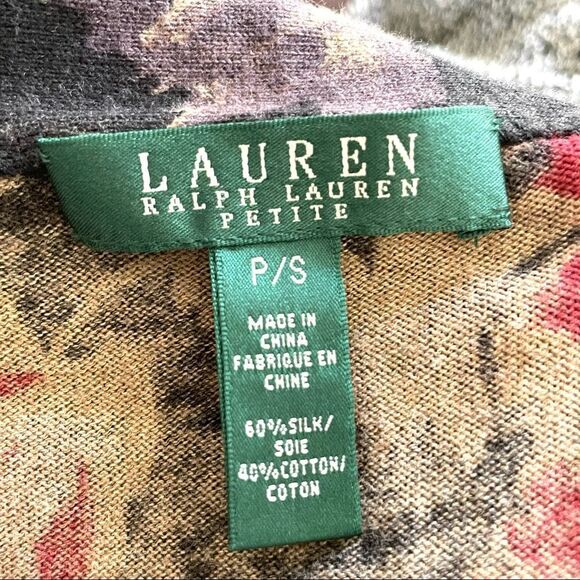 LAUREN
RALPH LAUREN
PETITE
P/S
MADE IN
CHINA
FABRIQUE EN
CHINE
60%SILK/
SOIE
40%COTTON/
COTON